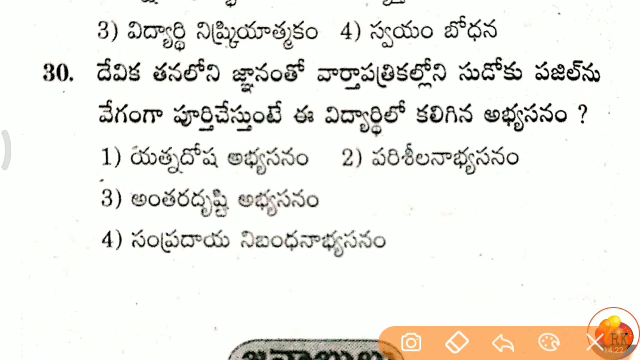 3) విద్యార్థి నిష్క్రియాత్మకం 4) స్వయం బోధన
30. దేవిక తనలోని జ్ఞానంతో వార్తాపత్రికల్లోని సుడోకు పజిల్‌ను
వేగంగా పూర్తిచేస్తుంటే ఈ విద్యార్థిలో కలిగిన అభ్యసనం ?
1) యత్నదోష అభ్యసనం 2) పరిశీలనాభ్యసనం
3) అంతరదృష్టి అభ్యసనం
4) సంప్రదాయ నిబంధనాభ్యసనం